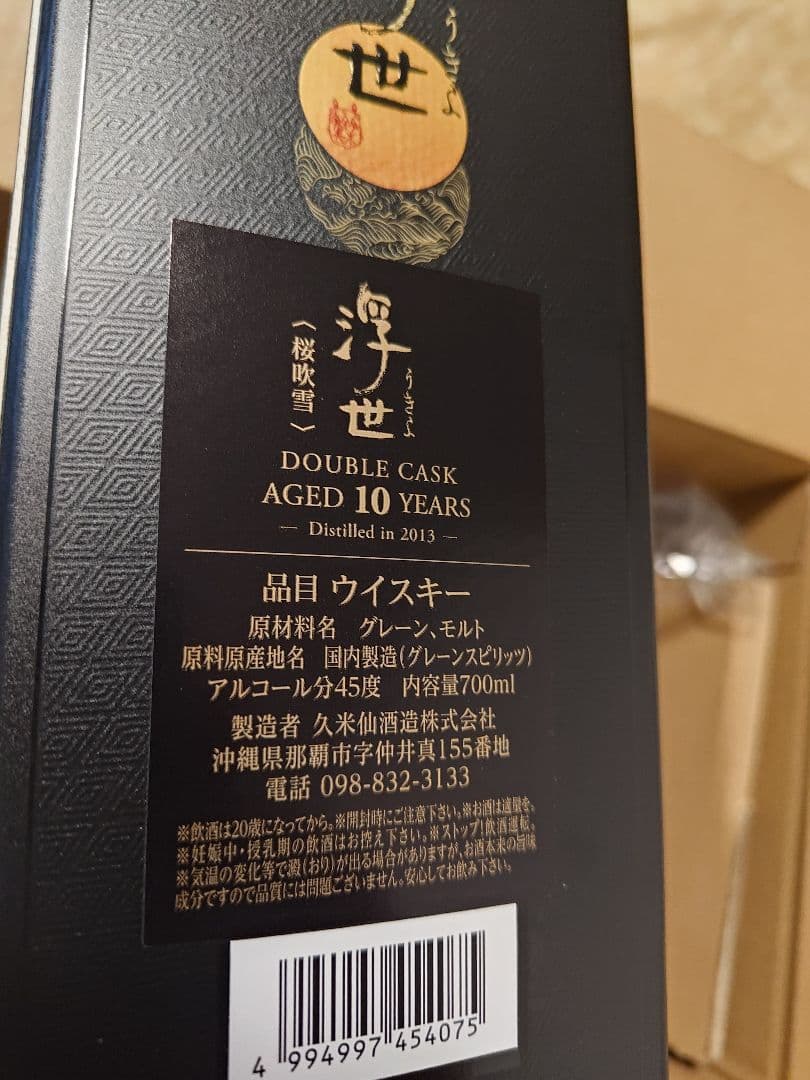 世
うきよ
浮世
うきよ
〈桜吹雪〉
DOUBLE CASK
AGED 10 YEARS
— Distilled in 2013 —
品目 ウイスキー
原材料名 グレーン、モルト
原料原産地名 国内製造(グレーンスピリッツ)
アルコール分45度 内容量700ml
製造者 久米仙酒造株式会社
沖縄県那覇市字仲井真155番地
電話 098-832-3133
※飲酒は20歳になってから。※開封時にご注意下さい。※お酒は適量を。
※妊娠中・授乳期の飲酒はお控え下さい。※ストップ!飲酒運転。
※気温の変化等で澱(おり)が出る場合がありますが、お酒本来の旨味
成分ですので品質には問題ございません。安心してお飲み下さい。
4 994997 454075